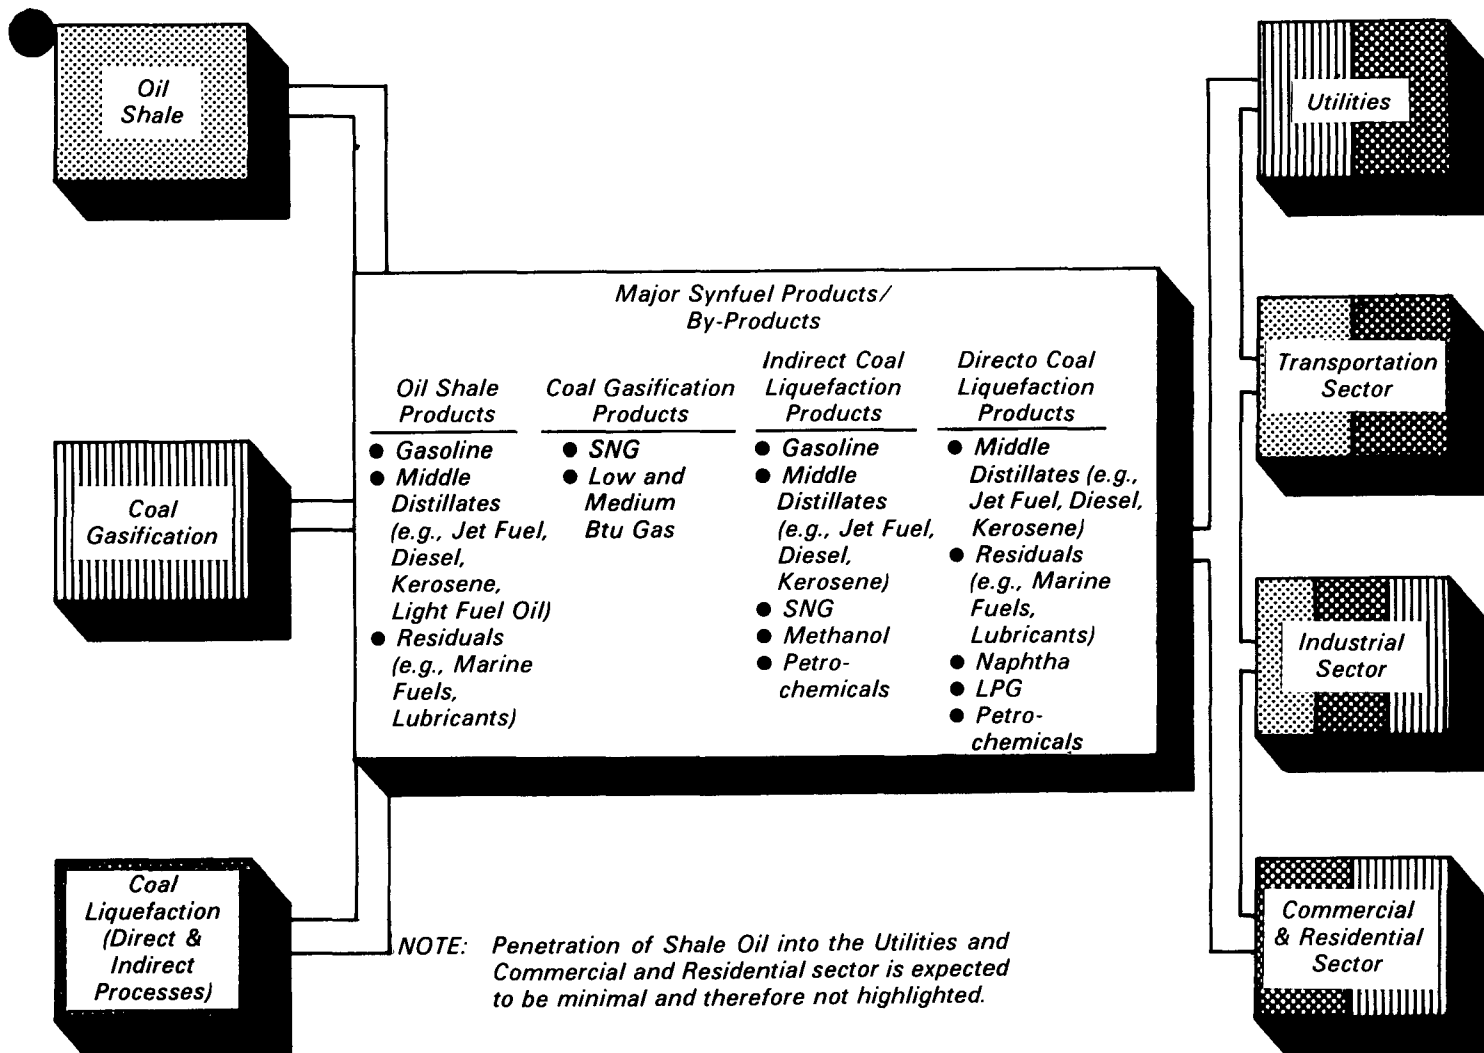 Oil
Shale
Coal
Gasification
Coal
Liquefaction
(Direct &
Indirect
Processes)
Major Synfuel Products/
By-Products
Oil Shale
Products
● Gasoline
● Middle
Distillates
(e.g., Jet Fuel,
Diesel,
Kerosene,
Light Fuel Oil)
● Residuals
(e.g., Marine
Fuels,
Lubricants)
Coal Gasification
Products
● SNG
● Low and
Medium
Btu Gas
Indirect Coal
Liquefaction
Products
● Gasoline
● Middle
Distillates
(e.g., Jet Fuel,
Diesel,
Kerosene)
● SNG
● Methanol
● Petro-
chemicals
Directo Coal
Liquefaction
Products
● Middle
Distillates (e.g.,
Jet Fuel, Diesel,
Kerosene)
● Residuals
(e.g., Marine
Fuels,
Lubricants)
● Naphtha
● LPG
● Petro-
chemicals
Utilities
Transportation
Sector
Industrial
Sector
Commercial
& Residential
Sector
NOTE: Penetration of Shale Oil into the Utilities and
Commercial and Residential sector is expected
to be minimal and therefore not highlighted.